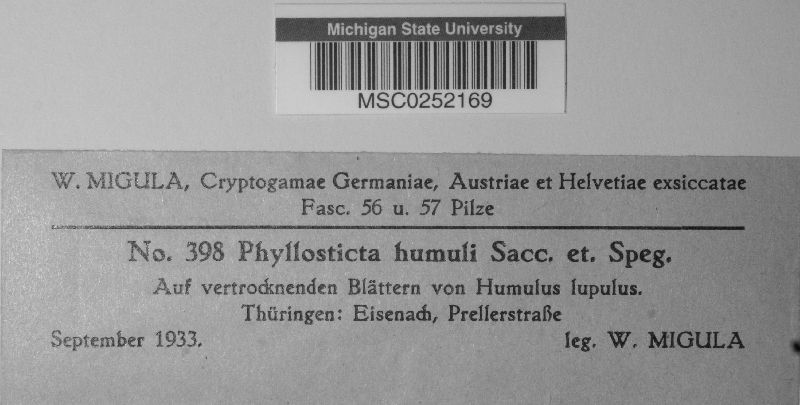 Michigan State University
MSC0252169
W. MIGULA, Cryptogamae Germaniae, Austriae et Helvetiae exsiccatae
Fasc. 56 u. 57 Pilze
No. 398 Phyllosticta humuli Sacc. et. Speg.
Auf vertrocknenden Blättern von Humulus lupulus.
Thüringen: Eisenach, Prellerstraße
September 1933. leg. W. MIGULA